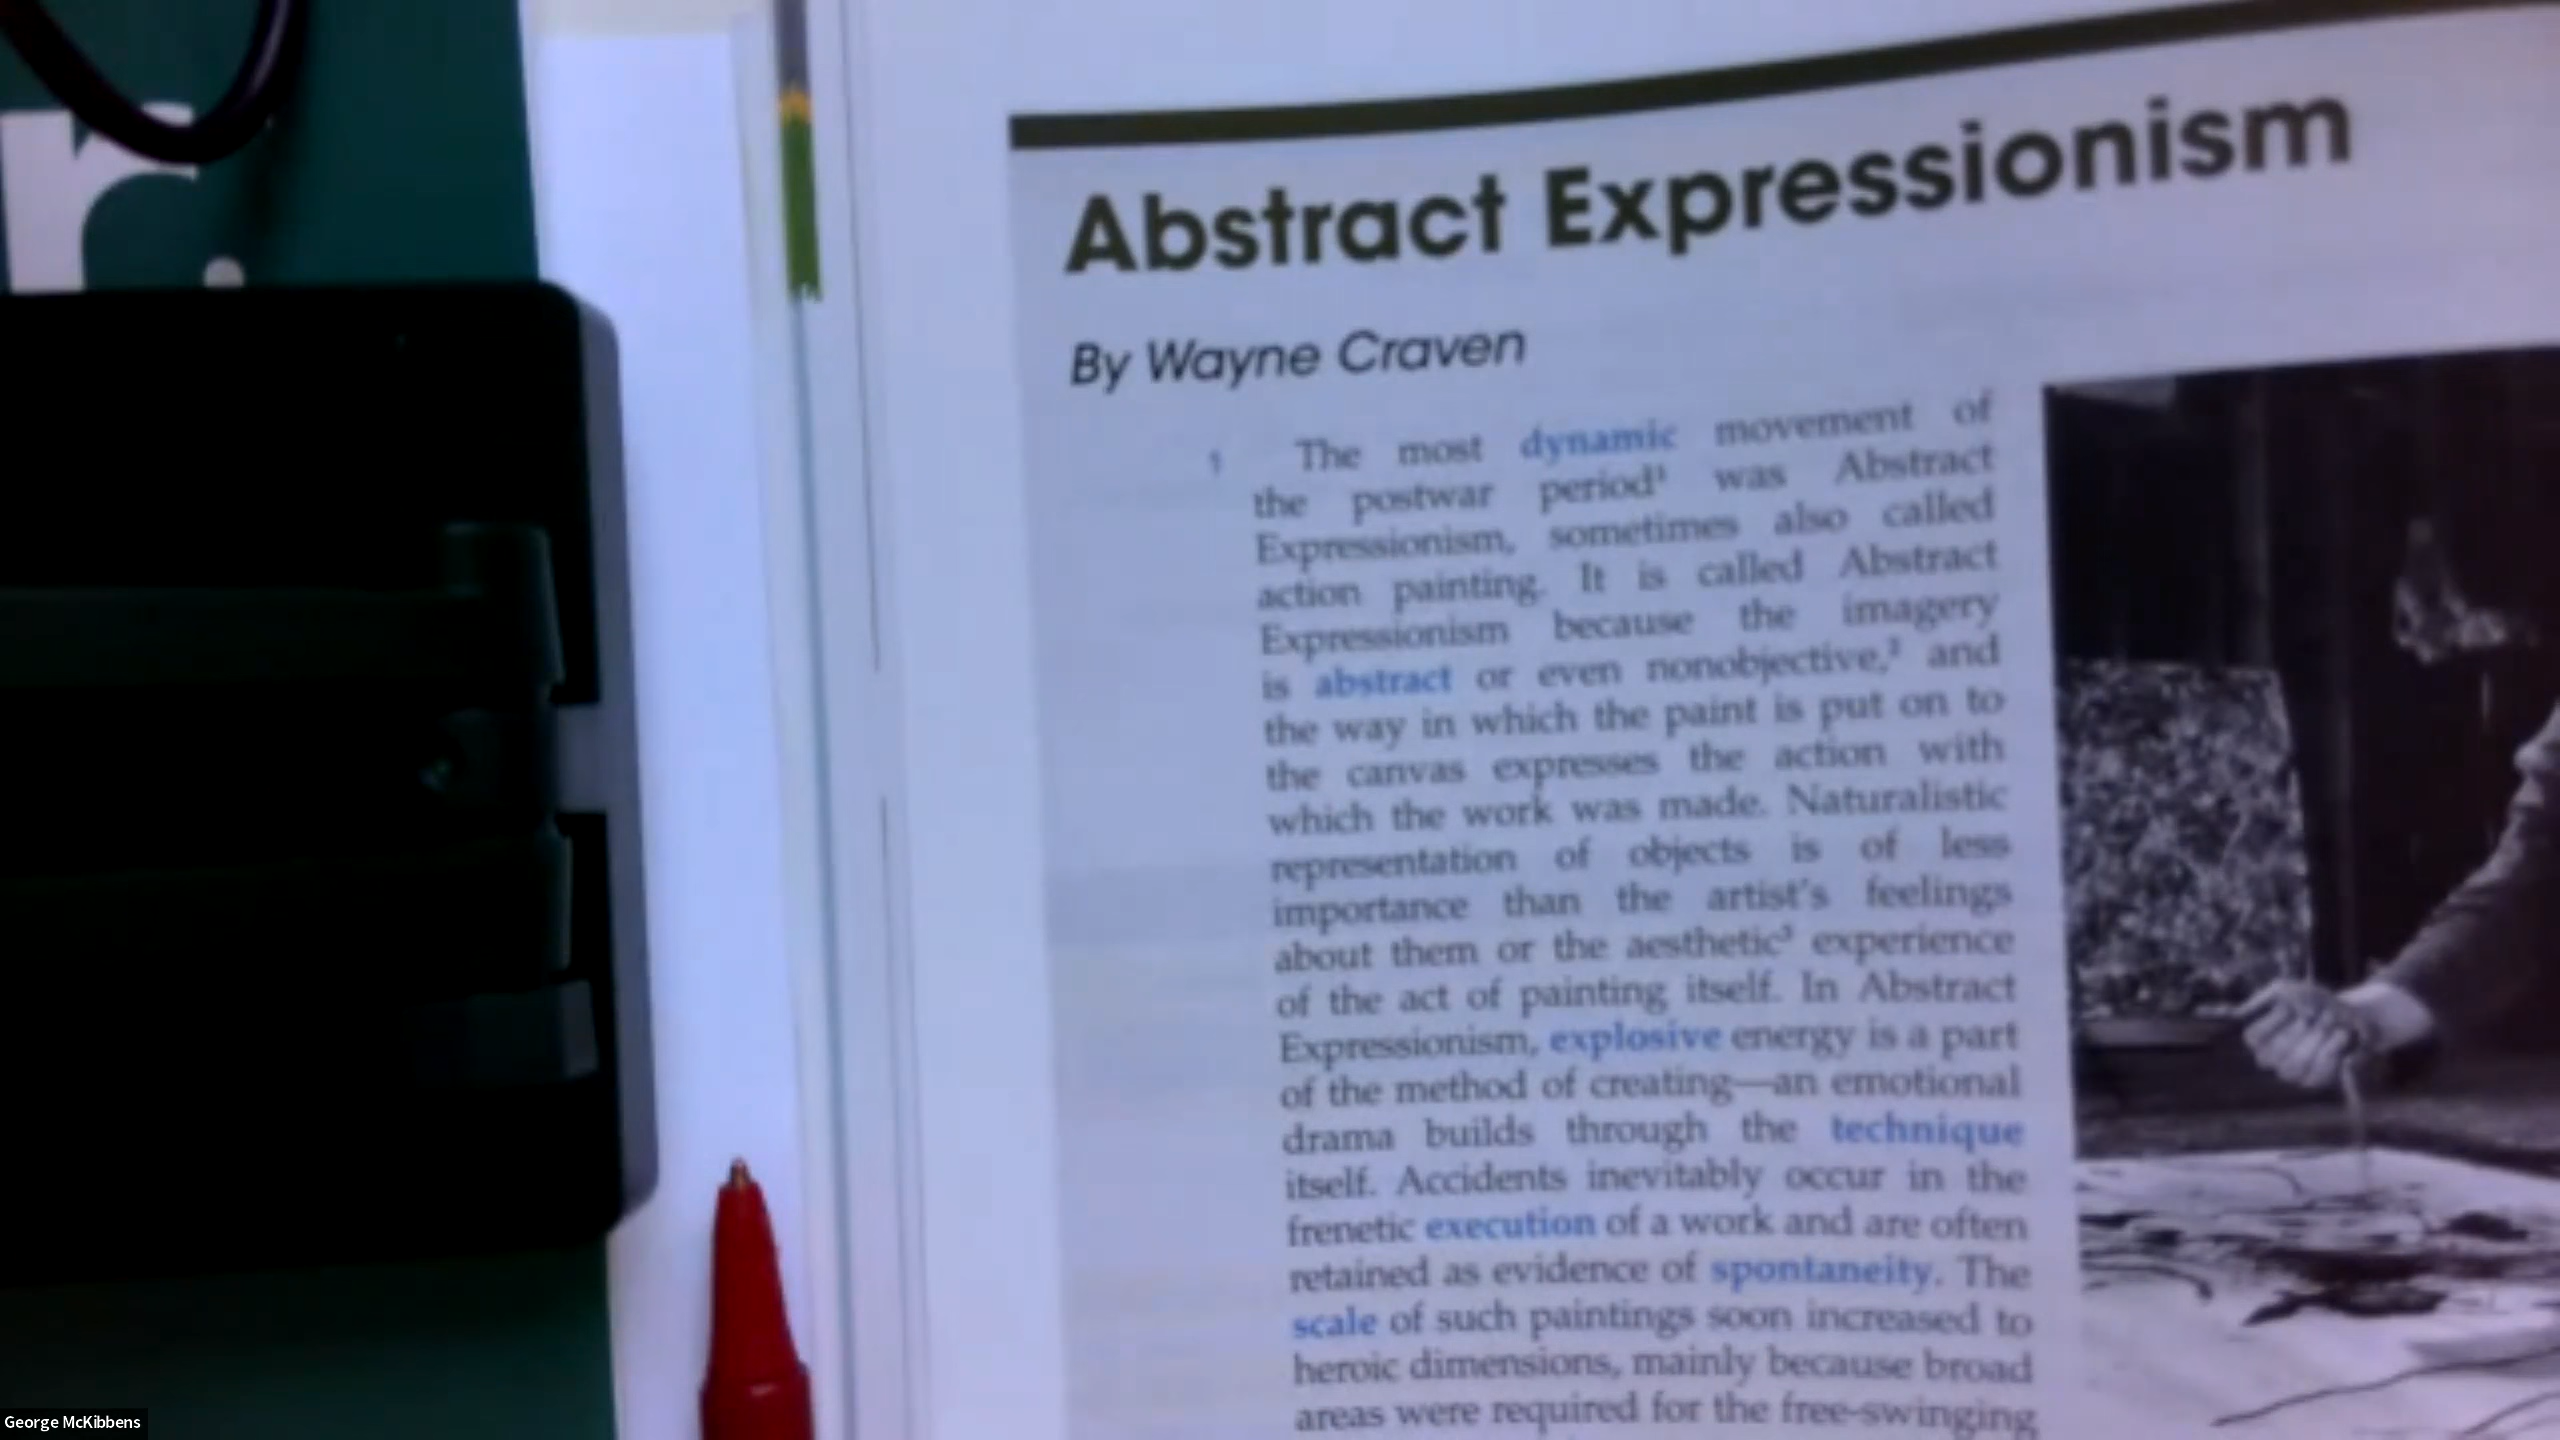 r.
Abstract Expressionism
By Wayne Craven
1 The most dynamic movement of
the postwar period¹ was Abstract
Expressionism, sometimes also called
action painting. It is called Abstract
Expressionism because the imagery
is abstract or even nonobjective,² and
the way in which the paint is put on to
the canvas expresses the action with
which the work was made. Naturalistic
representation of objects is of less
importance than the artist's feelings
about them or the aesthetic³ experience
of the act of painting itself. In Abstract
Expressionism, explosive energy is a part
of the method of creating—an emotional
drama builds through the technique
itself. Accidents inevitably occur in the
frenetic execution of a work and are often
retained as evidence of spontaneity. The
scale of such paintings soon increased to
heroic dimensions, mainly because broad
areas were required for the free-swinging
George McKibbens